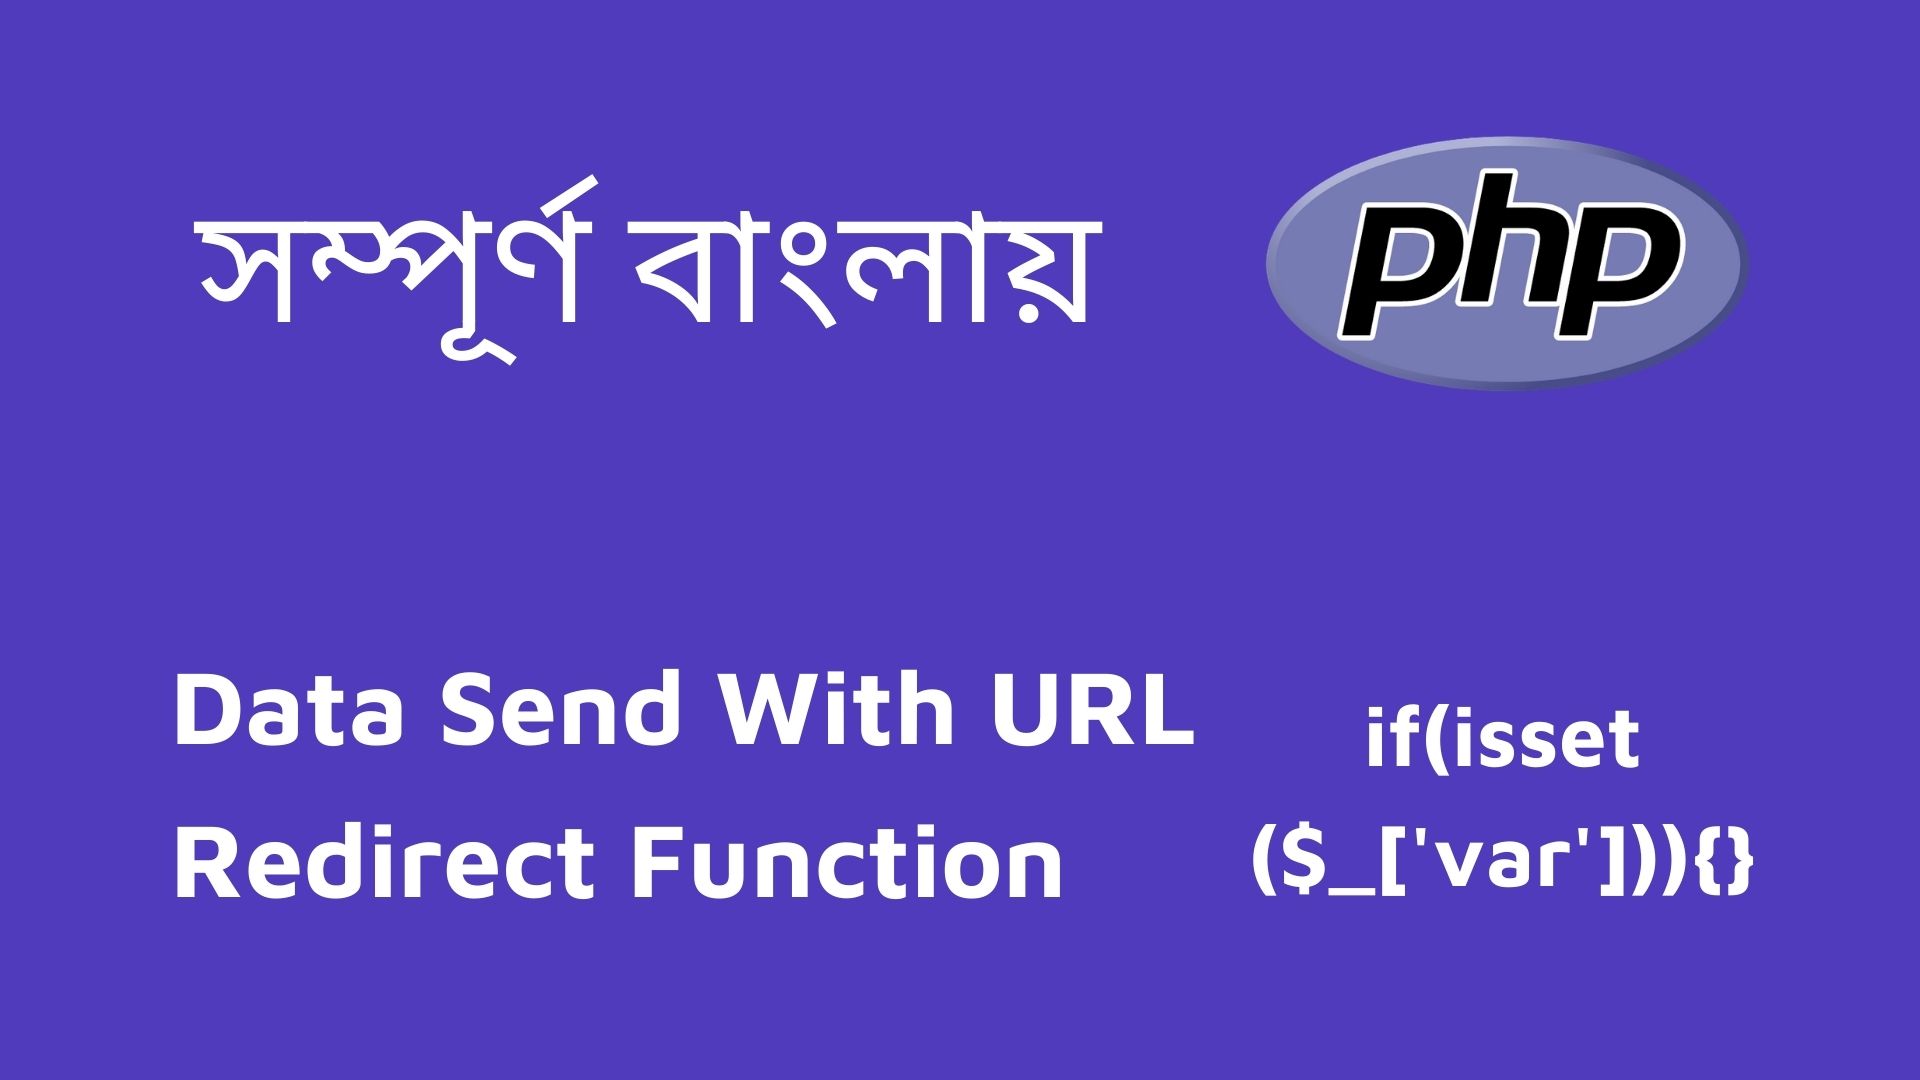 সম্পূর্ণ বাংলায়
php
Data Send With URL
Redirect Function
if(isset
($_['var'])){}